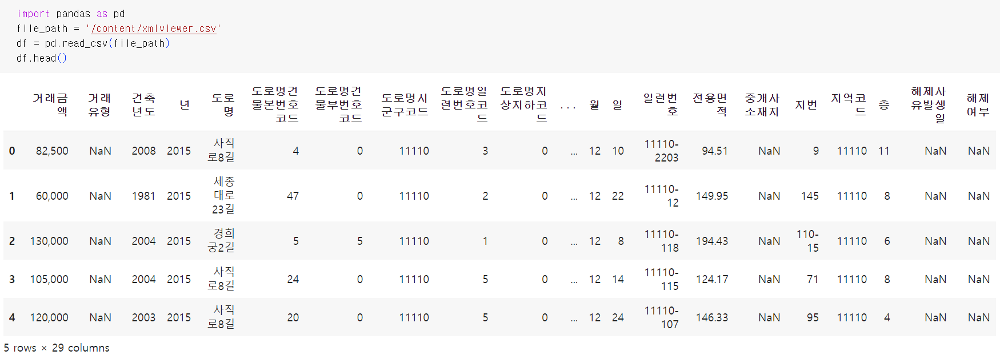 import pandas as pd
file_path = '/content/xmlviewer.csv'
df = pd.read_csv(file_path)
df.head()
거래금액 거래유형 건축년도 년 도로명 도로명건물본번호코드 도로명건물부번호코드 도로명시군구코드 도로명일련번호코드 도로명지상지하코드 ... 월 일 일련번호 전용면적 중개사소재지 지번 지역코드 층 해제사유발생일 해제여부
0 82,500 NaN 2008 2015 사직로8길 4 0 11110 3 0 ... 12 10 11110-2203 94.51 NaN 9 11110 11 NaN NaN
1 60,000 NaN 1981 2015 세종대로23길 47 0 11110 2 0 ... 12 22 11110-12 149.95 NaN 145 11110 8 NaN NaN
2 130,000 NaN 2004 2015 경희궁2길 5 5 11110 1 0 ... 12 8 11110-118 194.43 NaN 110-15 11110 6 NaN NaN
3 105,000 NaN 2004 2015 사직로8길 24 0 11110 5 0 ... 12 14 11110-115 124.17 NaN 71 11110 8 NaN NaN
4 120,000 NaN 2003 2015 사직로8길 20 0 11110 5 0 ... 12 24 11110-107 146.33 NaN 95 11110 4 NaN NaN
5 rows × 29 columns